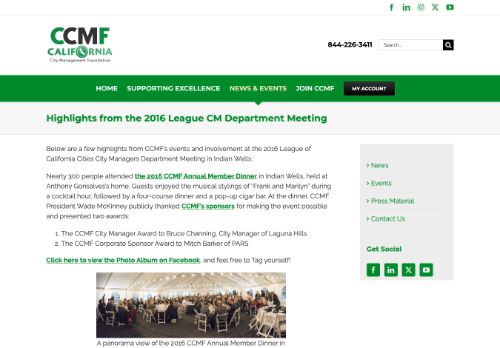 CCMF
CALIFORNIA
City Management Foundation
844-226-3411
Search...
HOME
SUPPORTING EXCELLENCE
NEWS & EVENTS
JOIN CCMF
MY ACCOUNT
Highlights from the 2016 League CM Department Meeting
Below are a few highlights from CCMF's events and involvement at the 2016 League of
California Cities City Managers Department Meeting in Indian Wells:
Nearly 300 people attended the 2016 CCMF Annual Member Dinner in Indian Wells, held at
Anthony Gonsalves's home. Guests enjoyed the musical stylings of "Frank and Marilyn" during
a cocktail hour, followed by a four-course dinner and a pop-up cigar bar. At the dinner, CCMF
President Wade McKinney publicly thanked CCMF's sponsors for making the event possible
and presented two awards:
1. The CCMF City Manager Award to Bruce Channing, City Manager of Laguna Hills
2. The CCMF Corporate Sponsor Award to Mitch Barker of PARS
Click here to view the Photo Album on Facebook, and feel free to Tag yourself!
A panorama view of the 2016 CCMF Annual Member Dinner in
> News
> Events
> Press Material
> Contact Us
Get Social